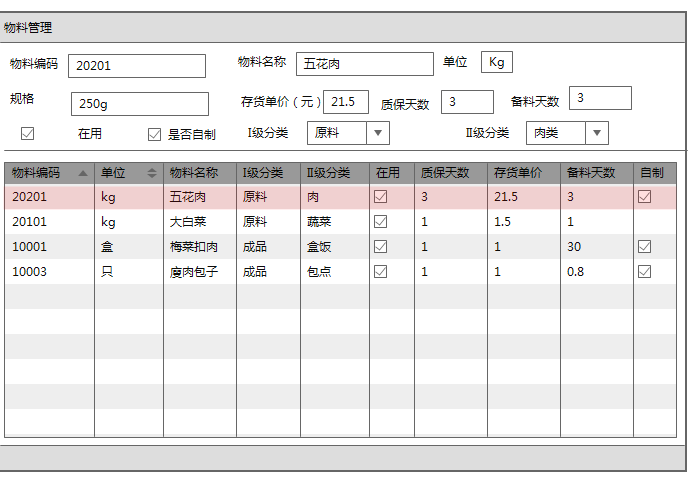 物料管理
物料编码 20201 物料名称 五花肉 单位 Kg
规格 250g 存货单价（元） 21.5 质保天数 3 备料天数 3
在用 是否自制 I级分类 原料 II级分类 肉类
物料编码 单位 物料名称 I级分类 II级分类 在用 质保天数 存货单价 备料天数 自制
20201 kg 五花肉 原料 肉 3 21.5 3
20101 kg 大白菜 原料 蔬菜 1 1.5 1
10001 盒 梅菜扣肉 成品 盒饭 1 1 30
10003 只 卤肉包子 成品 包点 1 1 0.8